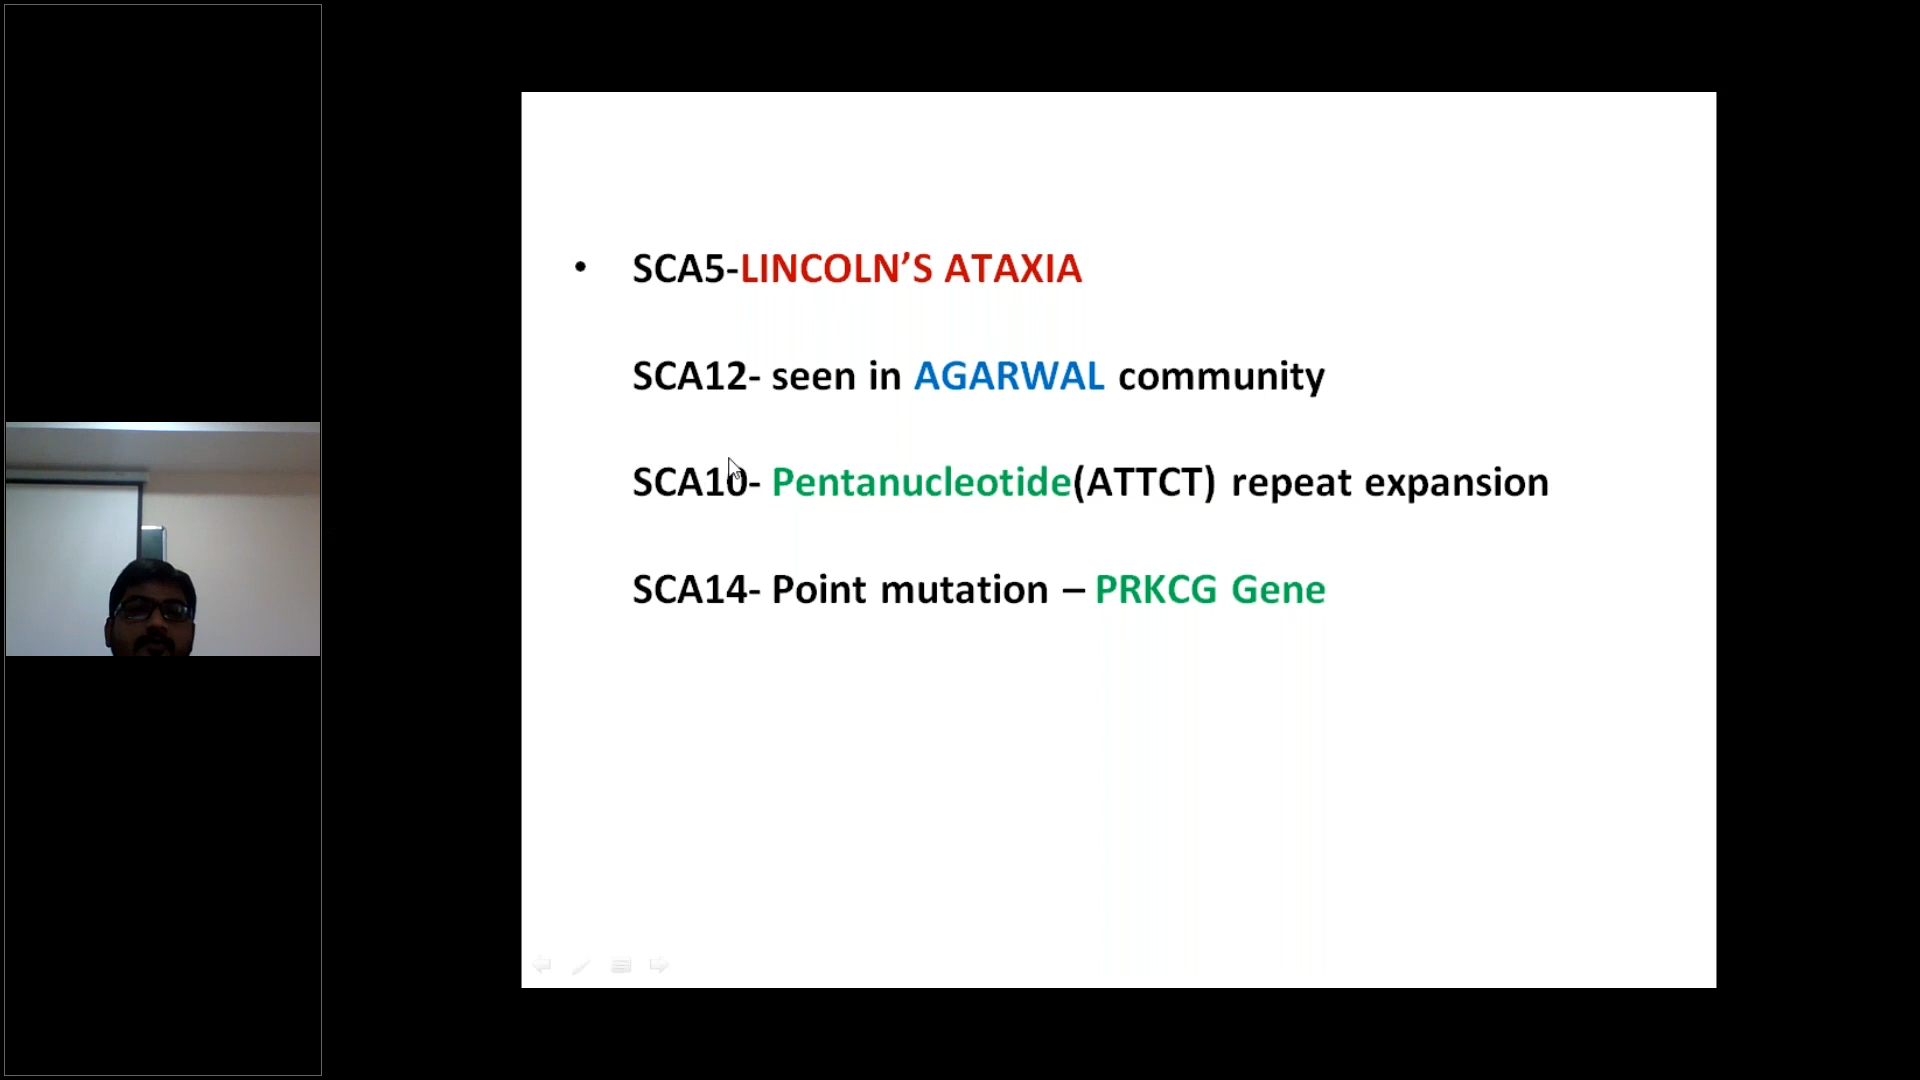 • SCA5-LINCOLN’S ATAXIA
SCA12- seen in AGARWAL community
SCA10- Pentanucleotide(ATTCT) repeat expansion
SCA14- Point mutation – PRKCG Gene